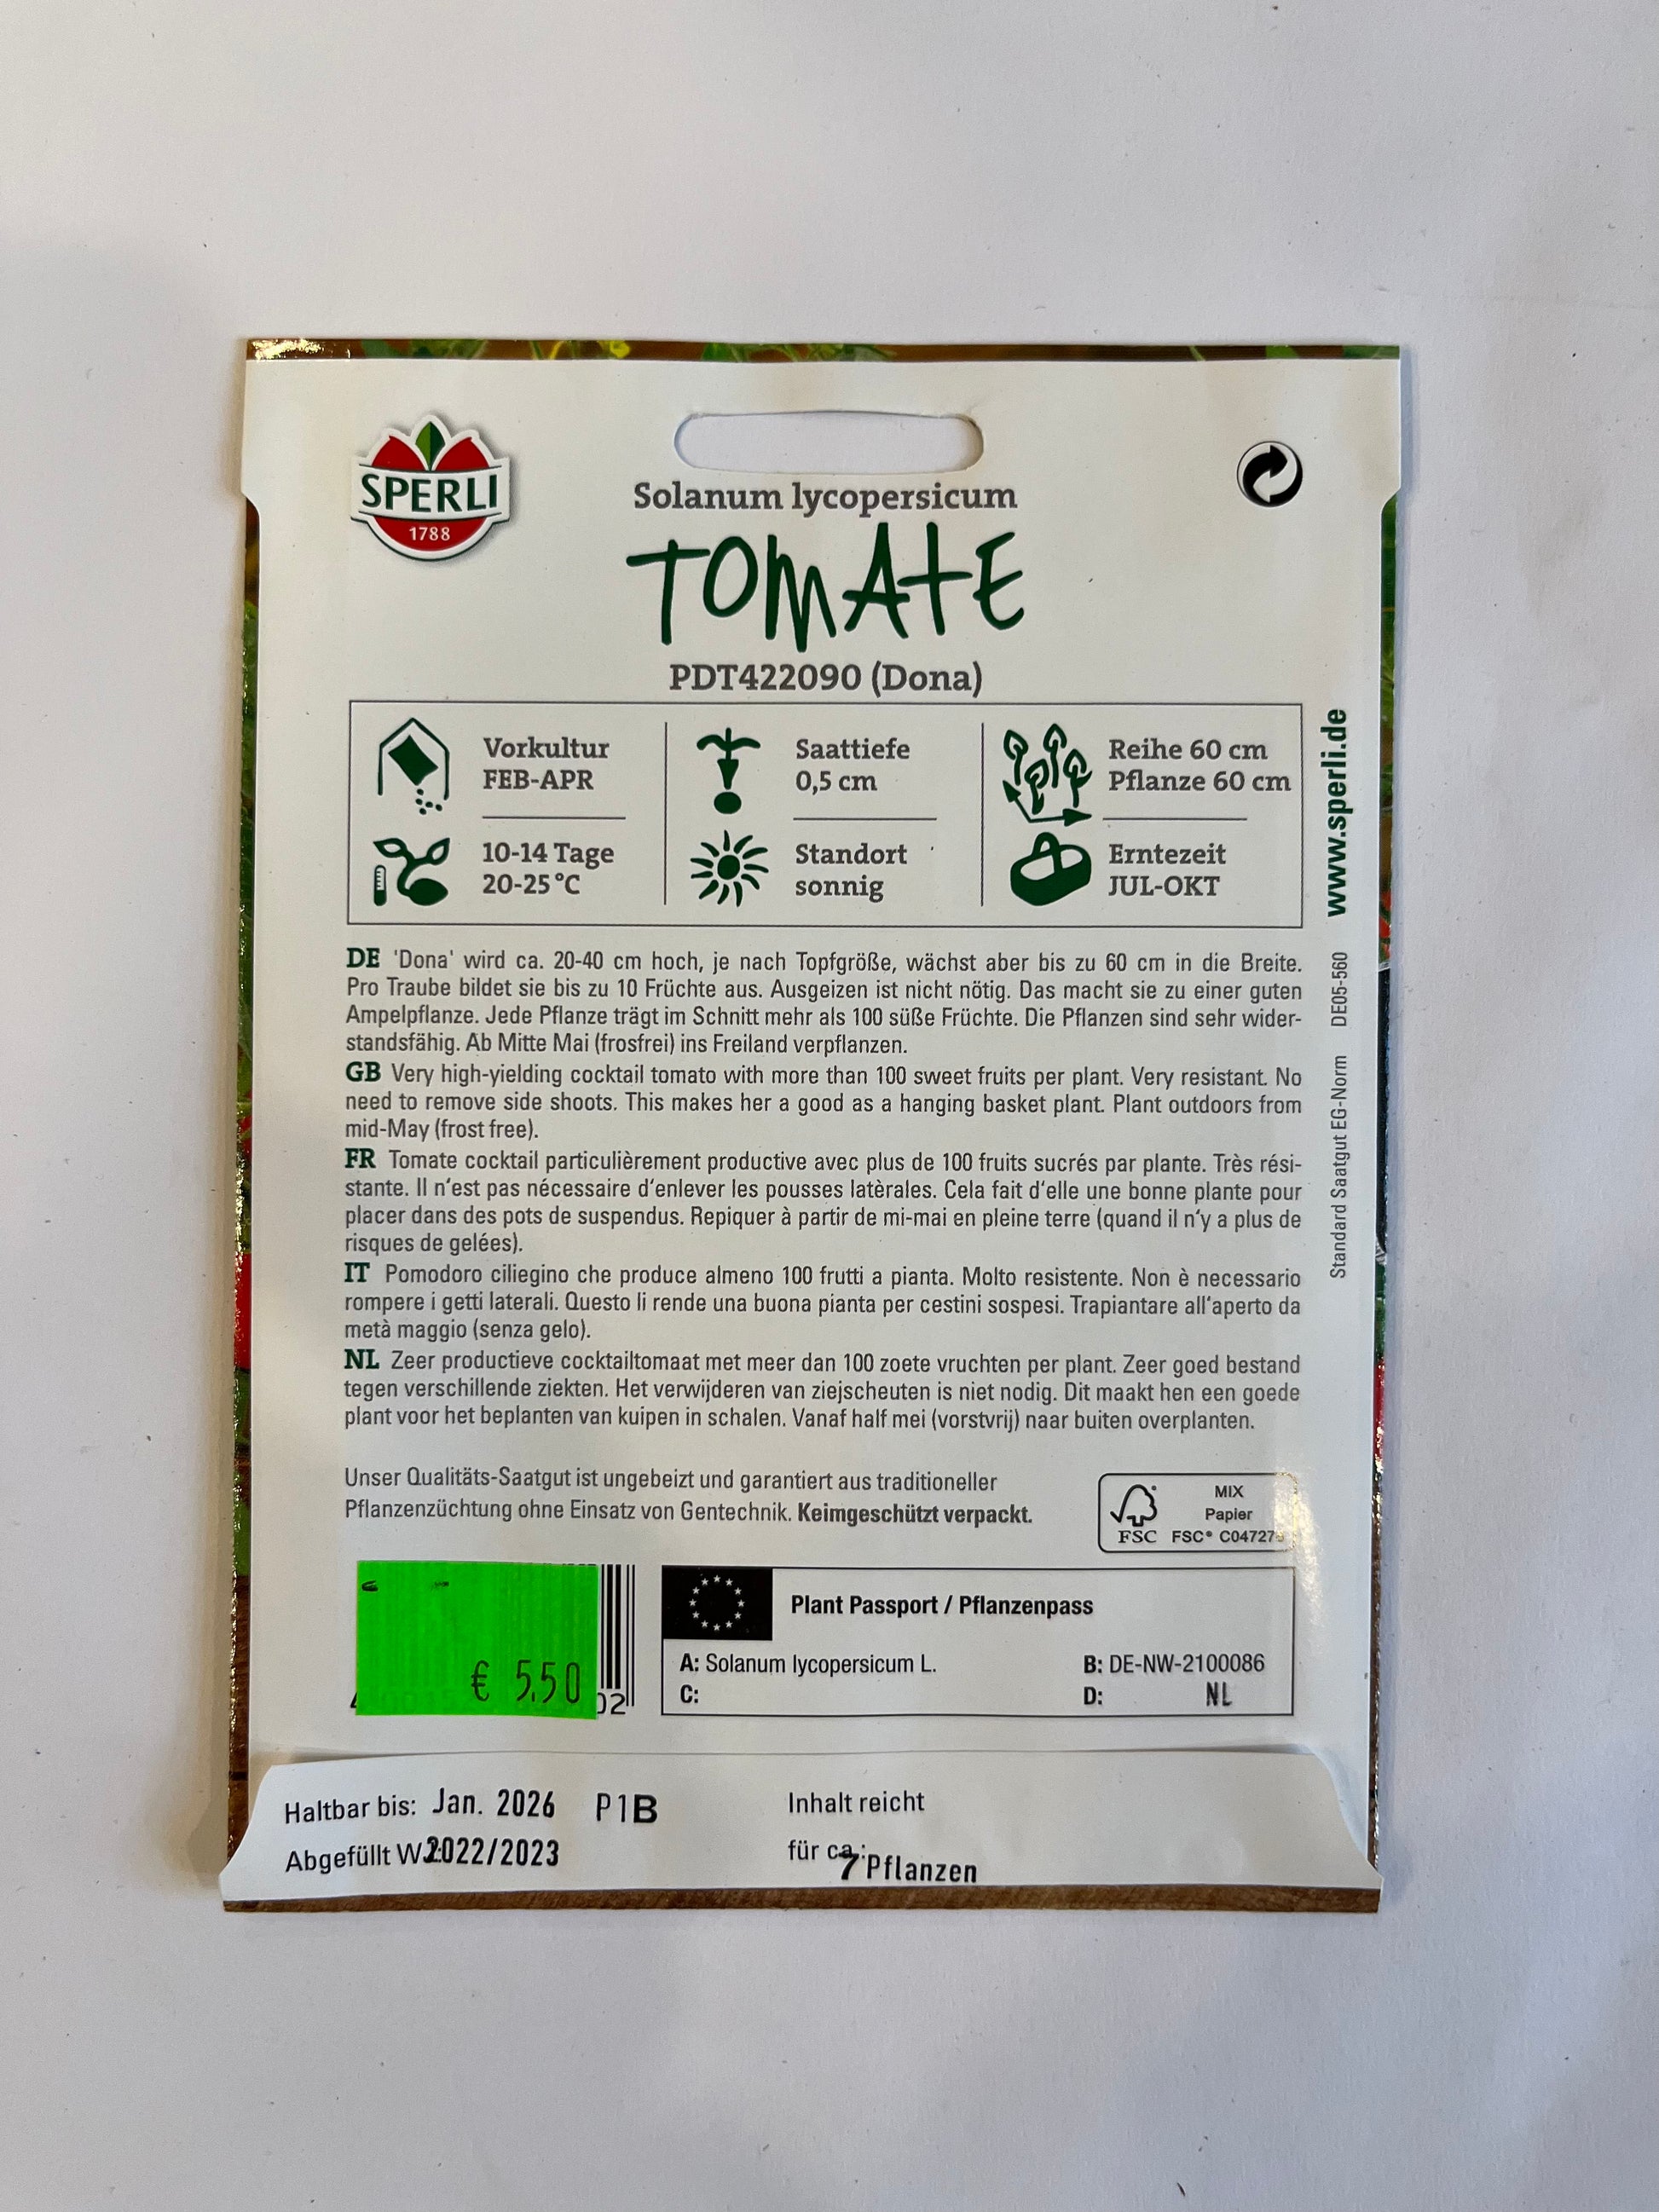 SPERLI
1788
Solanum lycopersicum
TOMATE
PDT422090 (Dona)
Vorkultur
FEB-APR
10-14 Tage
20-25 °C
Saattiefe
0,5 cm
Standort
sonnig
Reihe 60 cm
Pflanze 60 cm
Erntezeit
JUL-OKT
www.sperli.de
DE05-560
Standard Saatgut EG-Norm
DE 'Dona' wird ca. 20-40 cm hoch, je nach Topfgröße, wächst aber bis zu 60 cm in die Breite.
Pro Traube bildet sie bis zu 10 Früchte aus. Ausgeizen ist nicht nötig. Das macht sie zu einer guten
Ampelpflanze. Jede Pflanze trägt im Schnitt mehr als 100 süße Früchte. Die Pflanzen sind sehr wider-
standsfähig. Ab Mitte Mai (frosfrei) ins Freiland verpflanzen.
GB Very high-yielding cocktail tomato with more than 100 sweet fruits per plant. Very resistant. No
need to remove side shoots. This makes her a good as a hanging basket plant. Plant outdoors from
mid-May (frost free).
FR Tomate cocktail particulièrement productive avec plus de 100 fruits sucrés par plante. Très rési-
stante. Il n'est pas nécessaire d'enlever les pousses latèrales. Cela fait d'elle une bonne plante pour
placer dans des pots de suspendus. Repiquer à partir de mi-mai en pleine terre (quand il n'y a plus de
risques de gelées).
IT Pomodoro ciliegino che produce almeno 100 frutti a pianta. Molto resistente. Non è necessario
rompere i getti laterali. Questo li rende una buona pianta per cestini sospesi. Trapiantare all'aperto da
metà maggio (senza gelo).
NL Zeer productieve cocktailtomaat met meer dan 100 zoete vruchten per plant. Zeer goed bestand
tegen verschillende ziekten. Het verwijderen van ziejscheuten is niet nodig. Dit maakt hen een goede
plant voor het beplanten van kuipen in schalen. Vanaf half mei (vorstvrij) naar buiten overplanten.
Unser Qualitäts-Saatgut ist ungebeizt und garantiert aus traditioneller
Pflanzenzüchtung ohne Einsatz von Gentechnik. Keimgeschützt verpackt.
MIX
Papier
FSC FSC®
€ 5,50
02
Plant Passport / Pflanzenpass
A: Solanum lycopersicum L. B: DE-NW-2100086
C: D: NL
Haltbar bis: Jan. 2026 P1B
Abgefüllt WJ: 2022/2023
Inhalt reicht
für ca.: 7 Pflanzen